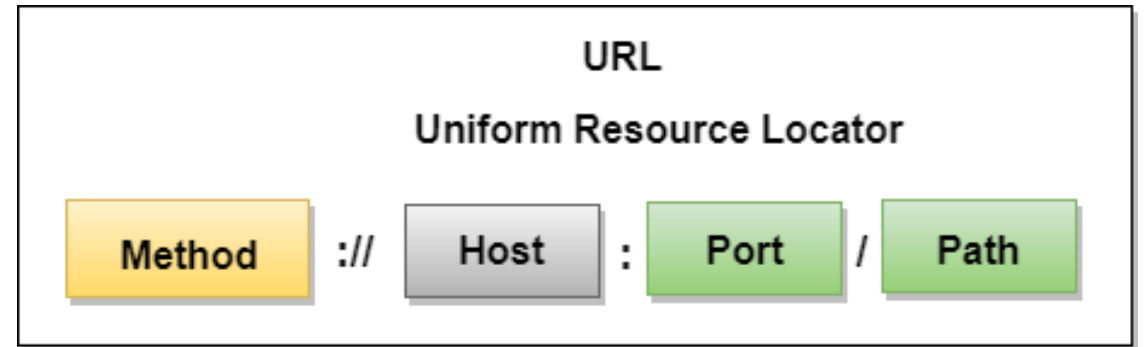 URL
Uniform Resource Locator
Method :// Host : Port / Path